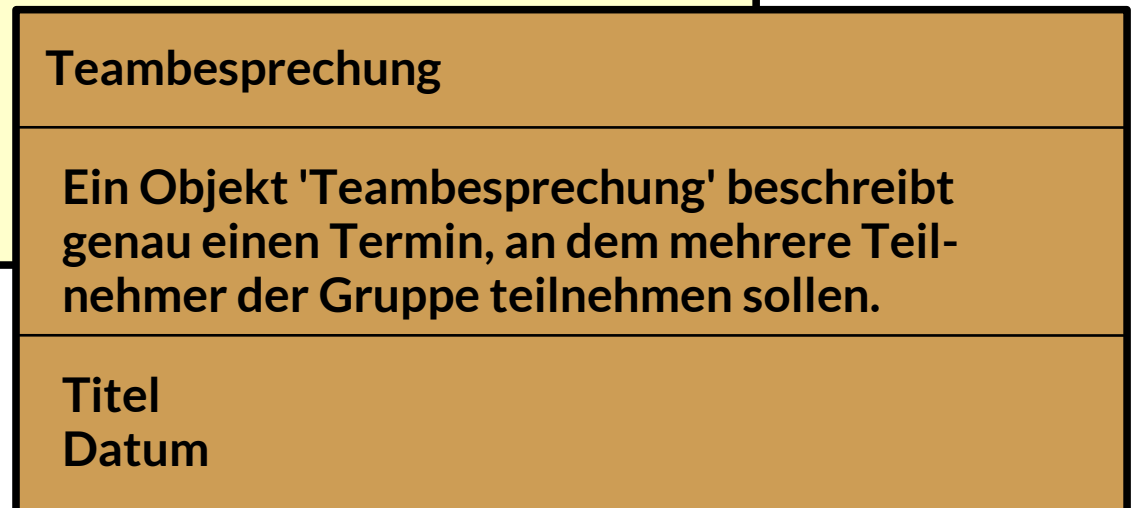 Teambesprechung
Ein Objekt 'Teambesprechung' beschreibt
genau einen Termin, an dem mehrere Teil-
nehmer der Gruppe teilnehmen sollen.
Titel
Datum